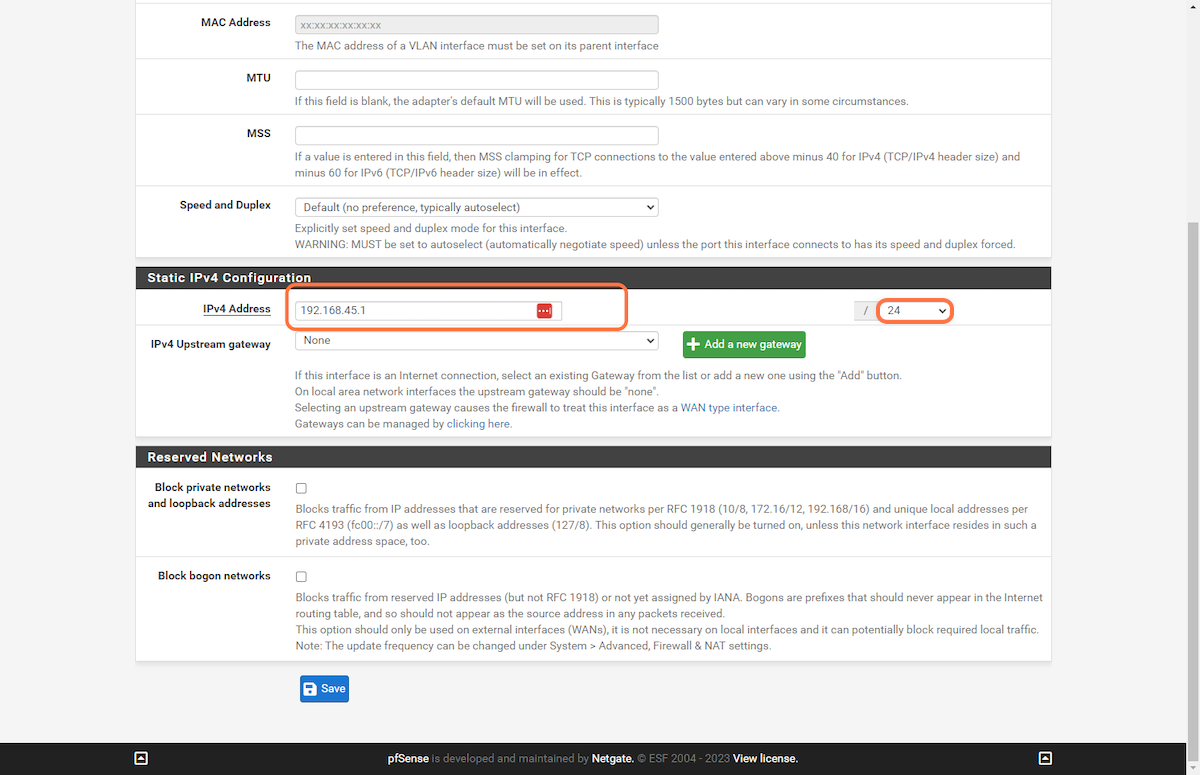 MAC Address
xx:xx:xx:xx:xx:xx
The MAC address of a VLAN interface must be set on its parent interface
MTU
If this field is blank, the adapter's default MTU will be used. This is typically 1500 bytes but can vary in some circumstances.
MSS
If a value is entered in this field, then MSS clamping for TCP connections to the value entered above minus 40 for IPv4 (TCP/IPv4 header size) and
minus 60 for IPv6 (TCP/IPv6 header size) will be in effect.
Speed and Duplex
Default (no preference, typically autoselect)
Explicitly set speed and duplex mode for this interface.
WARNING: MUST be set to autoselect (automatically negotiate speed) unless the port this interface connects to has its speed and duplex forced.
Static IPv4 Configuration
IPv4 Address
192.168.45.1
/ 24
IPv4 Upstream gateway
None
Add a new gateway
If this interface is an Internet connection, select an existing Gateway from the list or add a new one using the "Add" button.
On local area network interfaces the upstream gateway should be "none".
Selecting an upstream gateway causes the firewall to treat this interface as a WAN type interface.
Gateways can be managed by clicking here.
Reserved Networks
Block private networks
and loopback addresses
Blocks traffic from IP addresses that are reserved for private networks per RFC 1918 (10/8, 172.16/12, 192.168/16) and unique local addresses per
RFC 4193 (fc00::/7) as well as loopback addresses (127/8). This option should generally be turned on, unless this network interface resides in such a
private address space, too.
Block bogon networks
Blocks traffic from reserved IP addresses (but not RFC 1918) or not yet assigned by IANA. Bogons are prefixes that should never appear in the Internet
routing table, and so should not appear as the source address in any packets received.
This option should only be used on external interfaces (WANs), it is not necessary on local interfaces and it can potentially block required local traffic.
Note: The update frequency can be changed under System > Advanced, Firewall & NAT settings.
Save
pfSense is developed and maintained by Netgate. © ESF 2004 - 2023 View license.